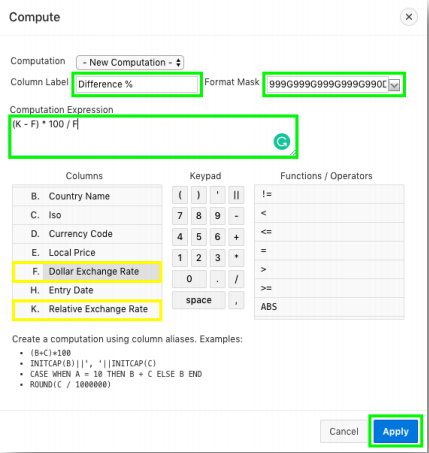 Compute
Computation - New Computation -
Column Label Difference % Format Mask 999G999G999G999G990D
Computation Expression
(K - F) * 100 / F
Columns Keypad Functions / Operators
B. Country Name ( ) ' || !=
C. Iso 7 8 9 - <
D. Currency Code 4 5 6 + <=
E. Local Price 1 2 3 * =
F. Dollar Exchange Rate 0 . / >
H. Entry Date space , >=
K. Relative Exchange Rate ABS
Create a computation using column aliases. Examples:
• (B+C)*100
• INITCAP(B)||', '||INITCAP(C)
• CASE WHEN A = 10 THEN B + C ELSE B END
• ROUND(C / 1000000)
Cancel Apply